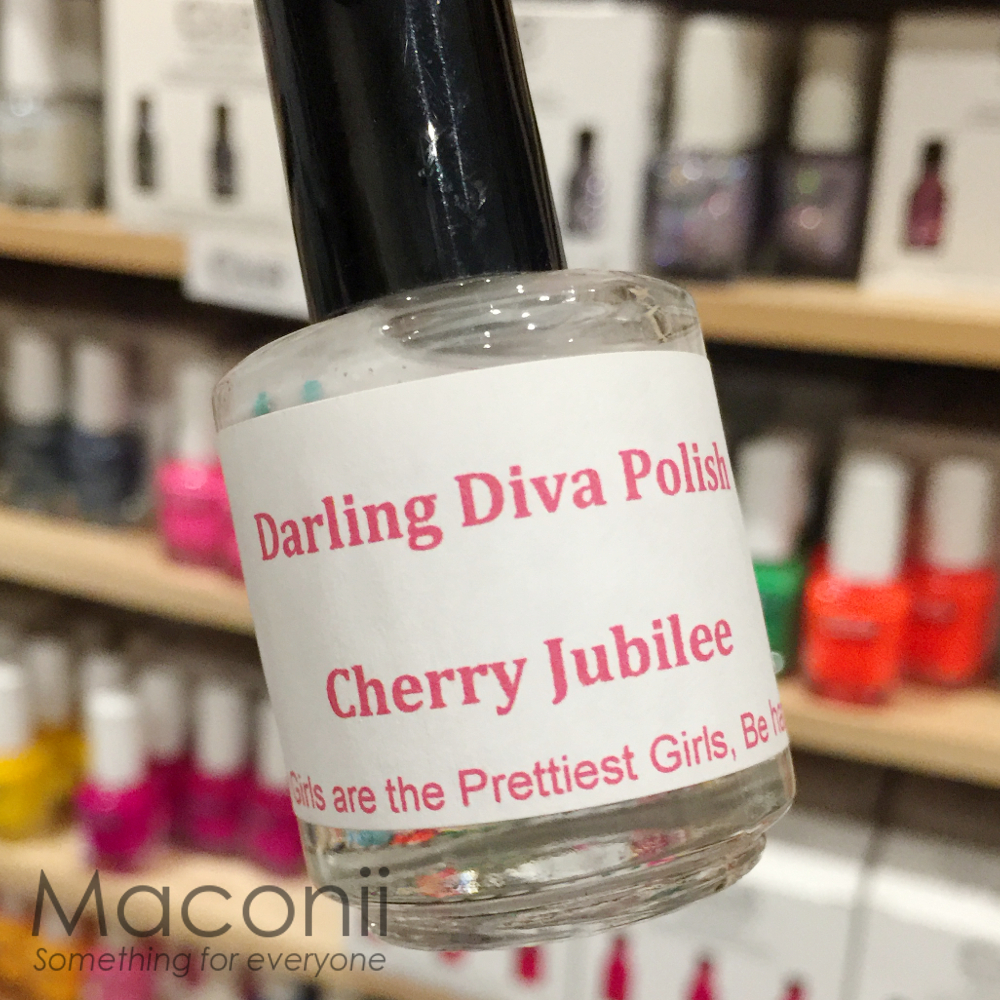 Darling Diva Polish
Cherry Jubilee
Girls are the Prettiest Girls, Be
Maconii
Something for everyone